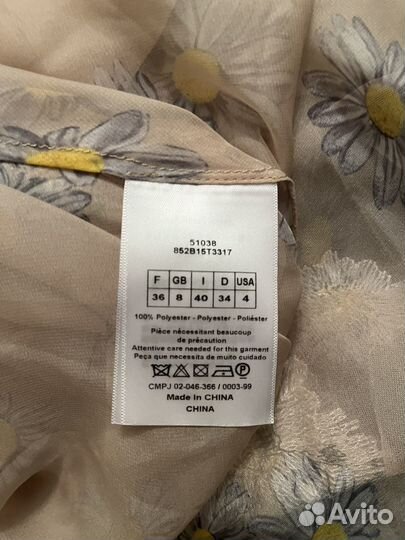 51038
852B15T3317
F GB I D USA
36 8 40 34 4
100% Polyester - Polyester - Poliéster
Pièce nécessitant beaucoup
de précaution
Attentive care needed for this garment
Peça que necessita de muito cuidado
CMPJ 02-046-366 / 0003-99
Made in CHINA
CHINA
Avito